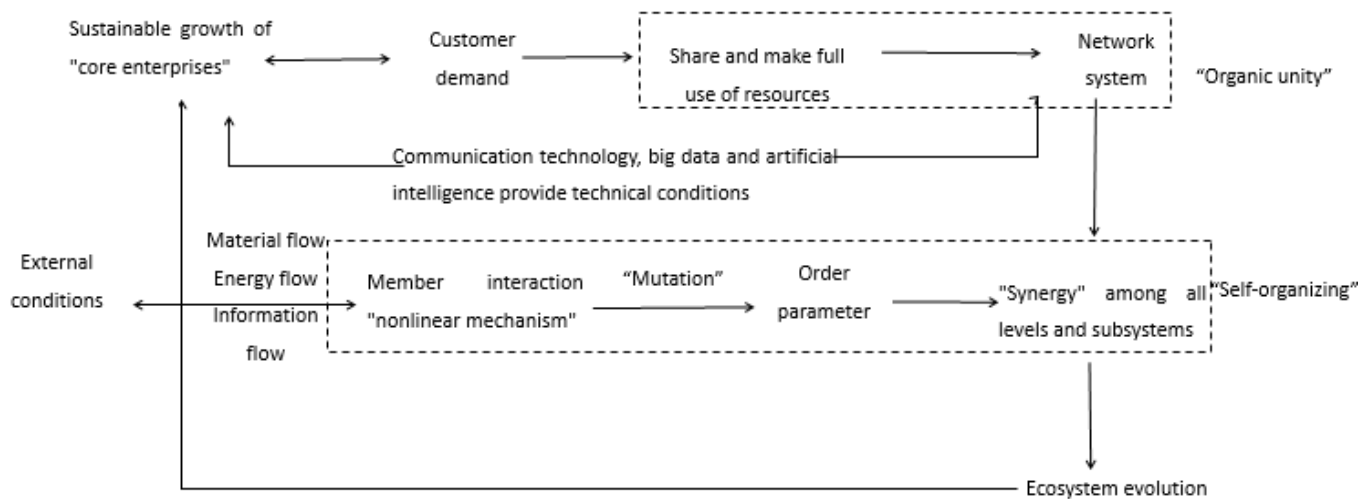 Sustainable growth of
"core enterprises"
Customer
demand
Share and make full
use of resources
Network
system
“Organic unity”
Communication technology, big data and artificial
intelligence provide technical conditions
External
conditions
Material flow
Energy flow
Information
flow
Member interaction
"nonlinear mechanism"
“Mutation”
Order
parameter
"Synergy" among all
levels and subsystems
“Self-organizing”
Ecosystem evolution